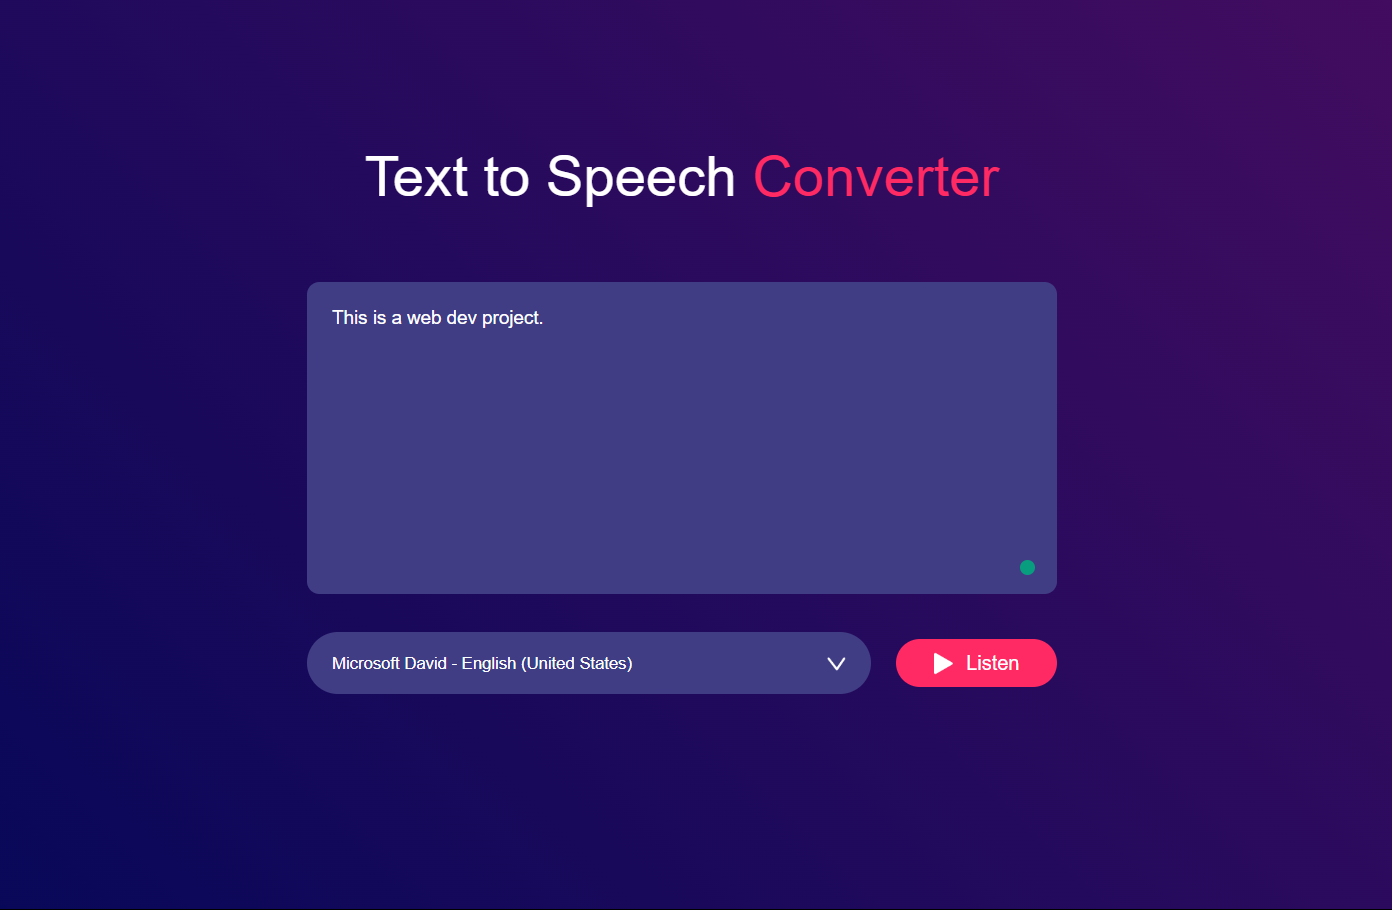 Text to Speech Converter
This is a web dev project.
Microsoft David - English (United States)
Listen